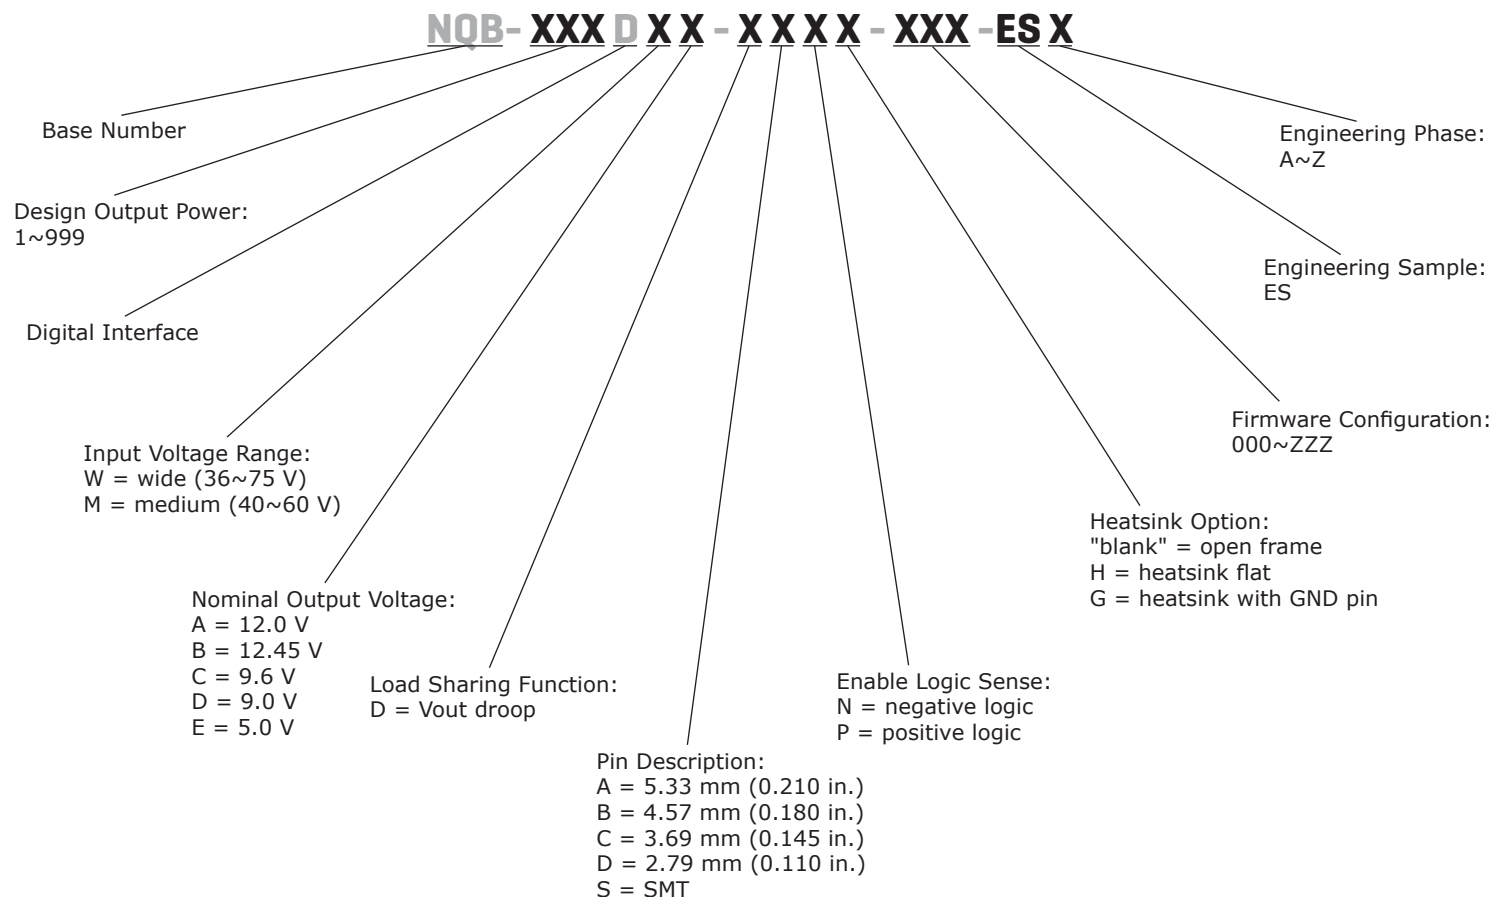 NQB- XXX D X X - X X X X - XXX -ES X
Base Number
Engineering Phase:
A~Z
Design Output Power:
1~999
Engineering Sample:
ES
Digital Interface
Firmware Configuration:
000~ZZZ
Input Voltage Range:
W = wide (36~75 V)
M = medium (40~60 V)
Heatsink Option:
"blank" = open frame
H = heatsink flat
G = heatsink with GND pin
Nominal Output Voltage:
A = 12.0 V
B = 12.45 V
C = 9.6 V
D = 9.0 V
E = 5.0 V
Load Sharing Function:
D = Vout droop
Enable Logic Sense:
N = negative logic
P = positive logic
Pin Description:
A = 5.33 mm (0.210 in.)
B = 4.57 mm (0.180 in.)
C = 3.69 mm (0.145 in.)
D = 2.79 mm (0.110 in.)
S = SMT